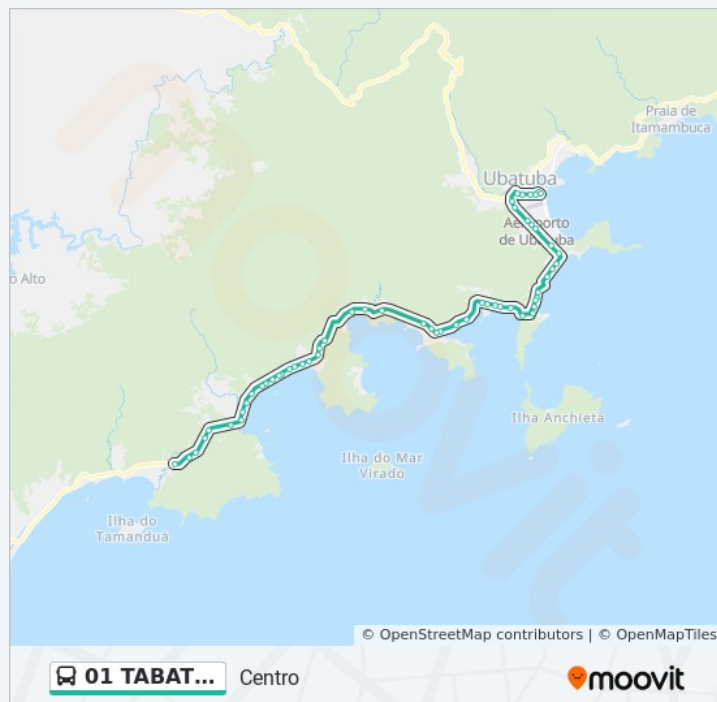 Praia de
Itamambuca
Ubatuba
Aeroporto
de Ubatuba
o Alto
Ilha Anchieta
Ilha do Mar
Virado
Ilha do
Tamanduá
© OpenStreetMap contributors | © OpenMapTiles
01 TABAT...
Centro
moovit